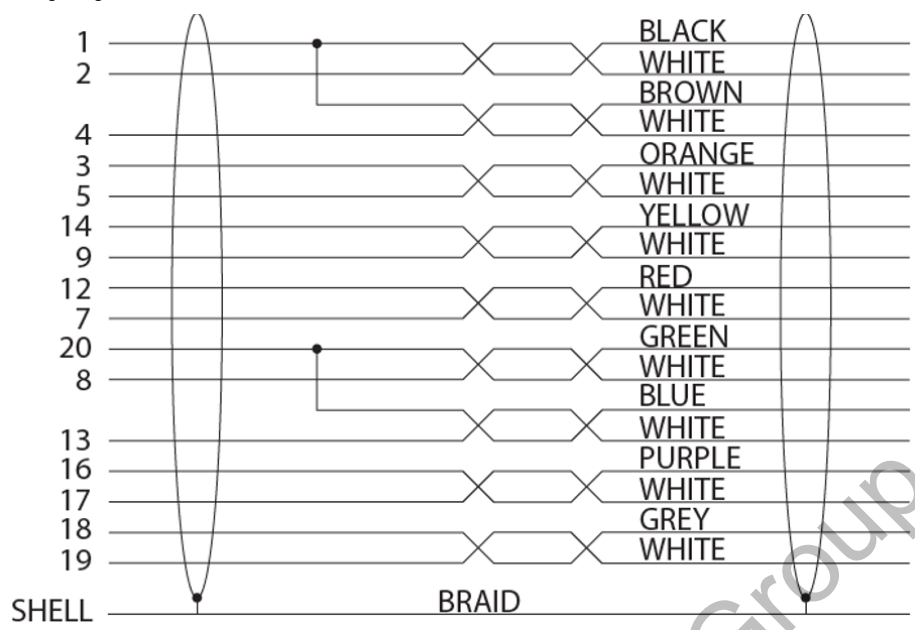 1 BLACK
2 WHITE
BROWN
4 WHITE
3 ORANGE
5 WHITE
14 YELLOW
9 WHITE
12 RED
7 WHITE
20 GREEN
8 WHITE
BLUE
13 WHITE
16 PURPLE
17 WHITE
18 GREY
19 WHITE
SHELL BRAID
Group